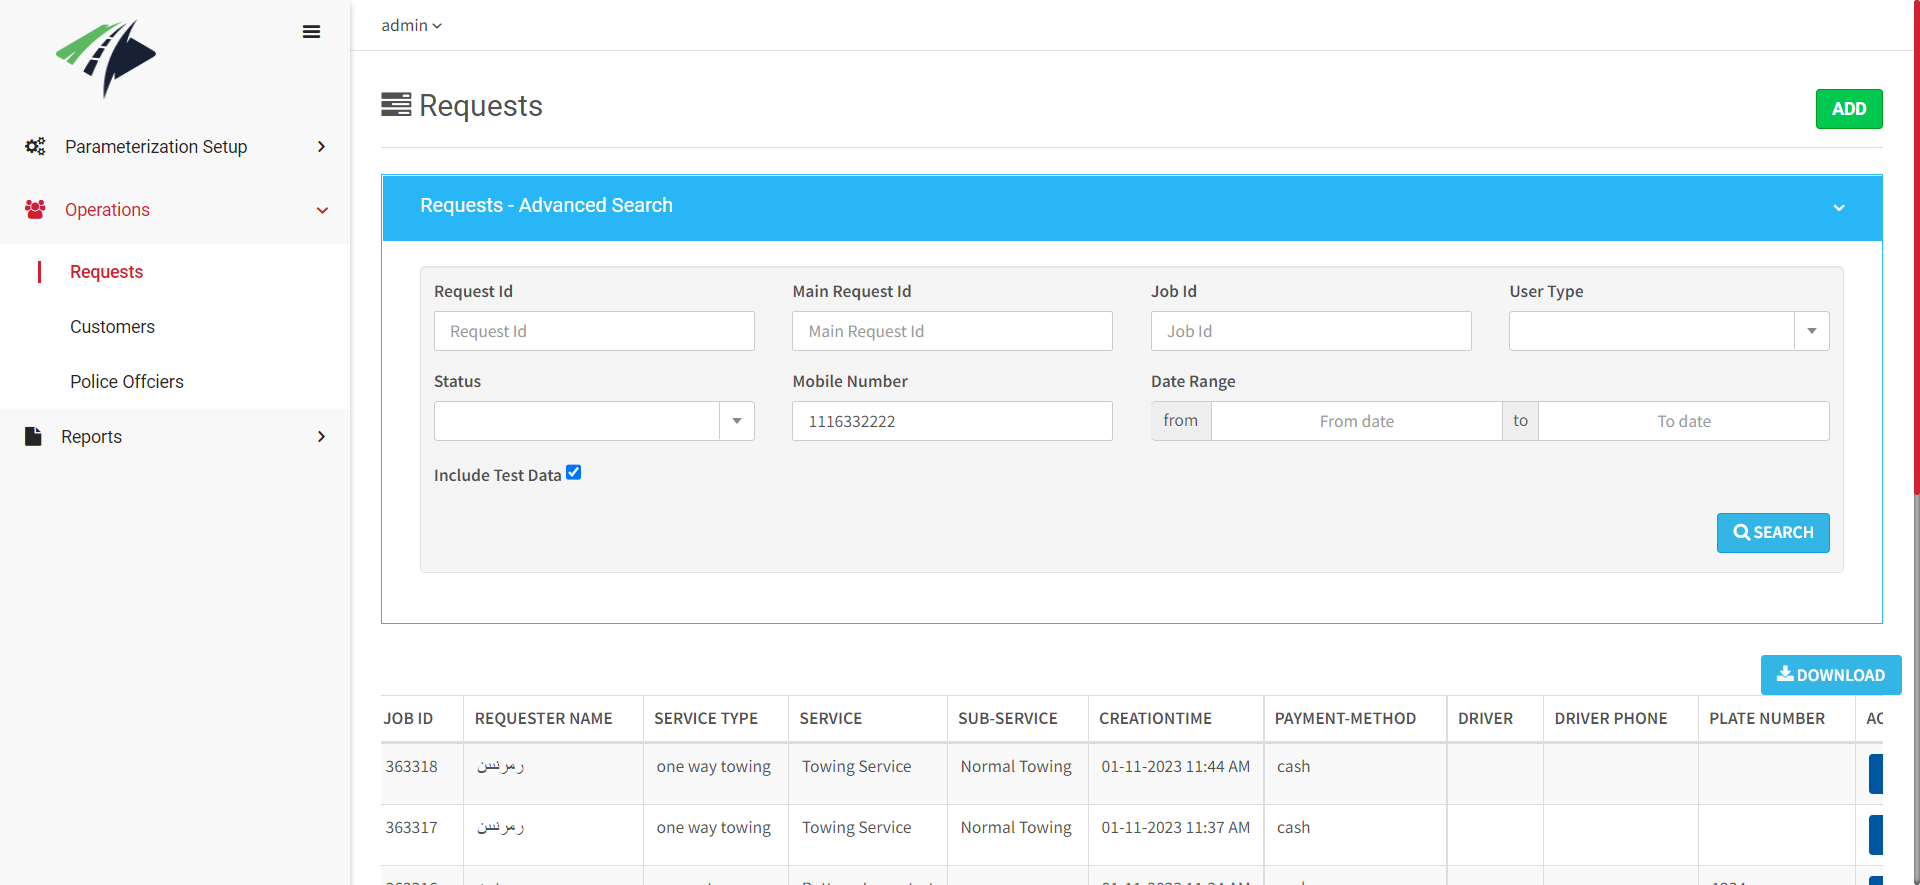 admin
Requests
ADD
Parameterization Setup
Operations
Requests
Customers
Police Offciers
Reports
Requests - Advanced Search
Request Id
Main Request Id
Job Id
User Type
Request Id
Main Request Id
Job Id
Status
Mobile Number
Date Range
1116332222
from
From date
to
To date
Include Test Data
SEARCH
DOWNLOAD
JOB ID REQUESTER NAME SERVICE TYPE SERVICE SUB-SERVICE CREATIONTIME PAYMENT-METHOD DRIVER DRIVER PHONE PLATE NUMBER
363318 one way towing Towing Service Normal Towing 01-11-2023 11:44 AM cash
363317 one way towing Towing Service Normal Towing 01-11-2023 11:37 AM cash